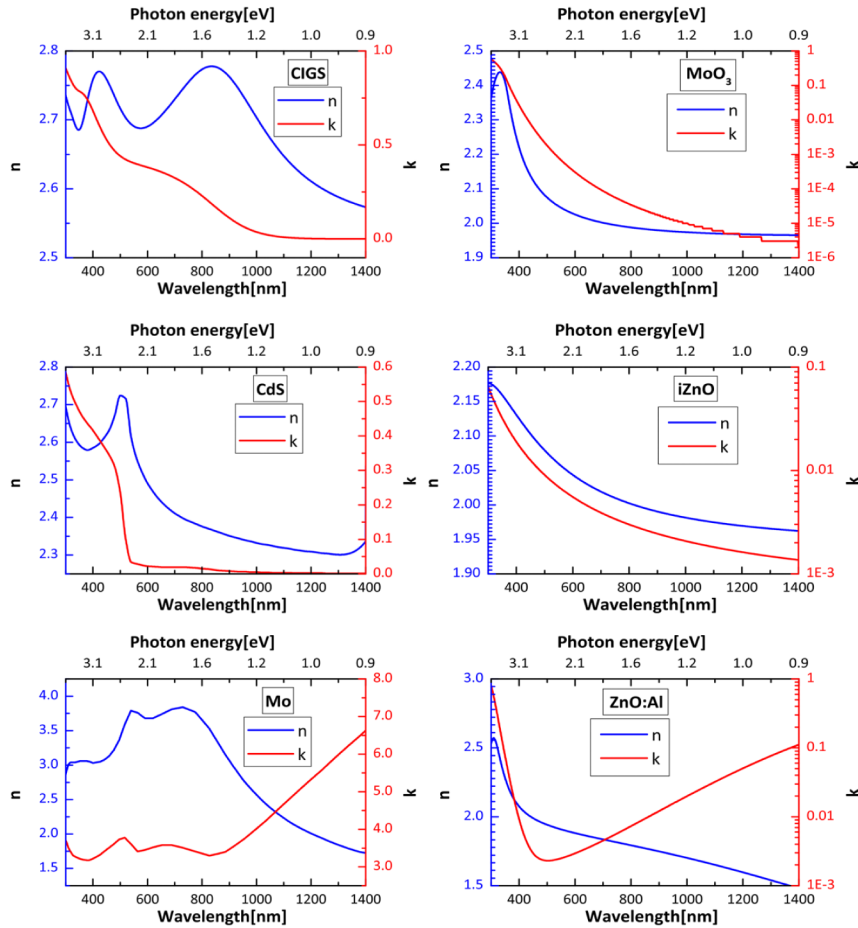 Photon energy[eV]
3.1 2.1 1.6 1.2 1.0 0.9
CIGS
n
k
2.8
2.7
2.6
2.5
n
1.0
0.5
0.0
k
400 600 800 1000 1200 1400
Wavelength[nm]
Photon energy[eV]
3.1 2.1 1.6 1.2 1.0 0.9
MoO3
n
k
2.5
2.4
2.3
2.2
2.1
2.0
1.9
n
1
0.1
0.01
1E-3
1E-4
1E-5
1E-6
k
400 600 800 1000 1200 1400
Wavelength[nm]
Photon energy[eV]
3.1 2.1 1.6 1.2 1.0 0.9
CdS
n
k
2.8
2.7
2.6
2.5
2.4
2.3
n
0.6
0.5
0.4
0.3
0.2
0.1
0.0
k
400 600 800 1000 1200 1400
Wavelength[nm]
Photon energy[eV]
3.1 2.1 1.6 1.2 1.0 0.9
iZnO
n
k
2.20
2.15
2.10
2.05
2.00
1.95
1.90
n
0.1
0.01
1E-3
k
400 600 800 1000 1200 1400
Wavelength[nm]
Photon energy[eV]
3.1 2.1 1.6 1.2 1.0 0.9
Mo
n
k
4.0
3.5
3.0
2.5
2.0
1.5
n
8.0
7.0
6.0
5.0
4.0
3.0
k
400 600 800 1000 1200 1400
Wavelength[nm]
Photon energy[eV]
3.1 2.1 1.6 1.2 1.0 0.9
ZnO:Al
n
k
3.0
2.5
2.0
1.5
n
1
0.1
0.01
1E-3
k
400 600 800 1000 1200 1400
Wavelength[nm]